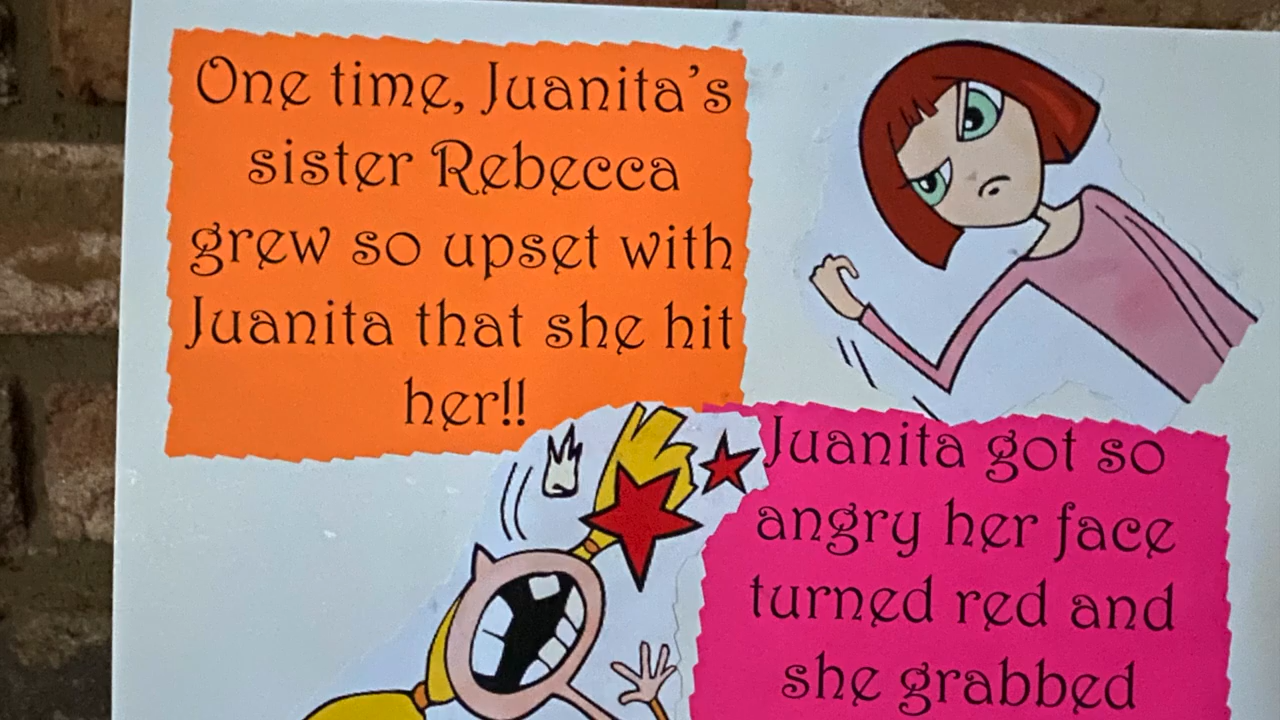 One time, Juanita's
sister Rebecca
grew so upset with
Juanita that she hit
her!!
Juanita got so
angry her face
turned red and
she grabbed